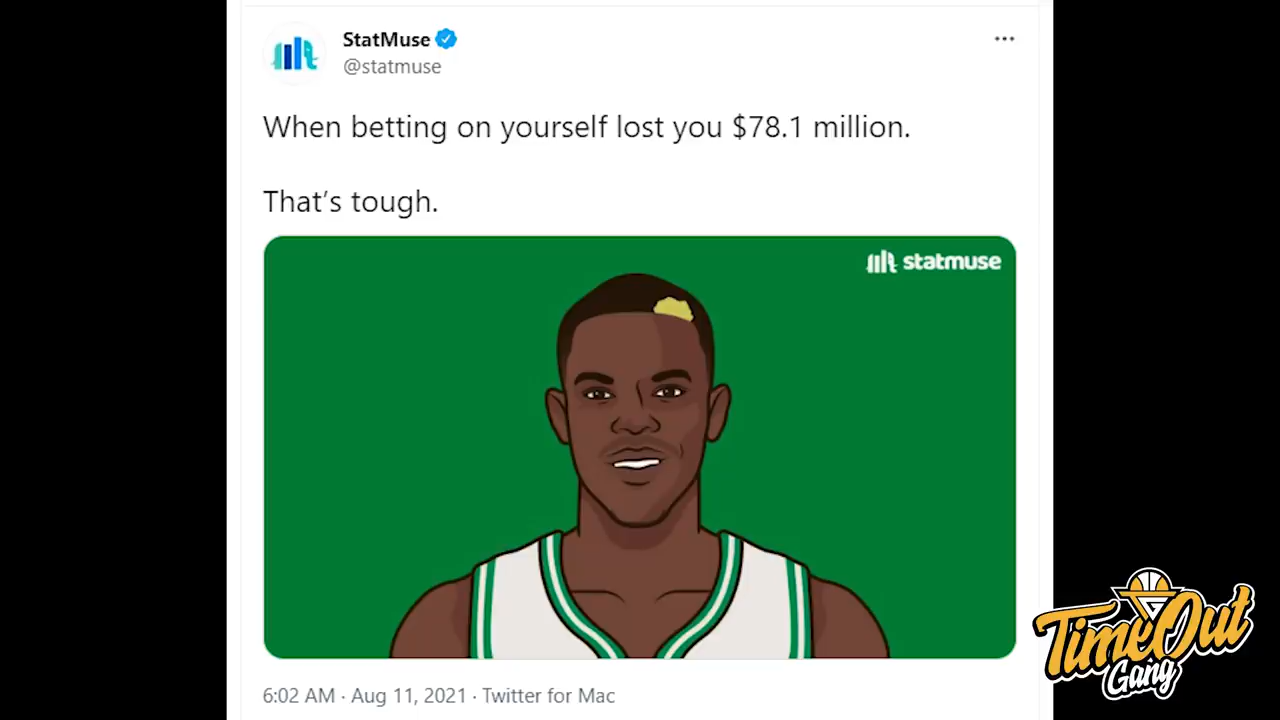 StatMuse
@statmuse
When betting on yourself lost you $78.1 million.
That’s tough.
statmuse
6:02 AM · Aug 11, 2021 · Twitter for Mac
TimeOut
Gang